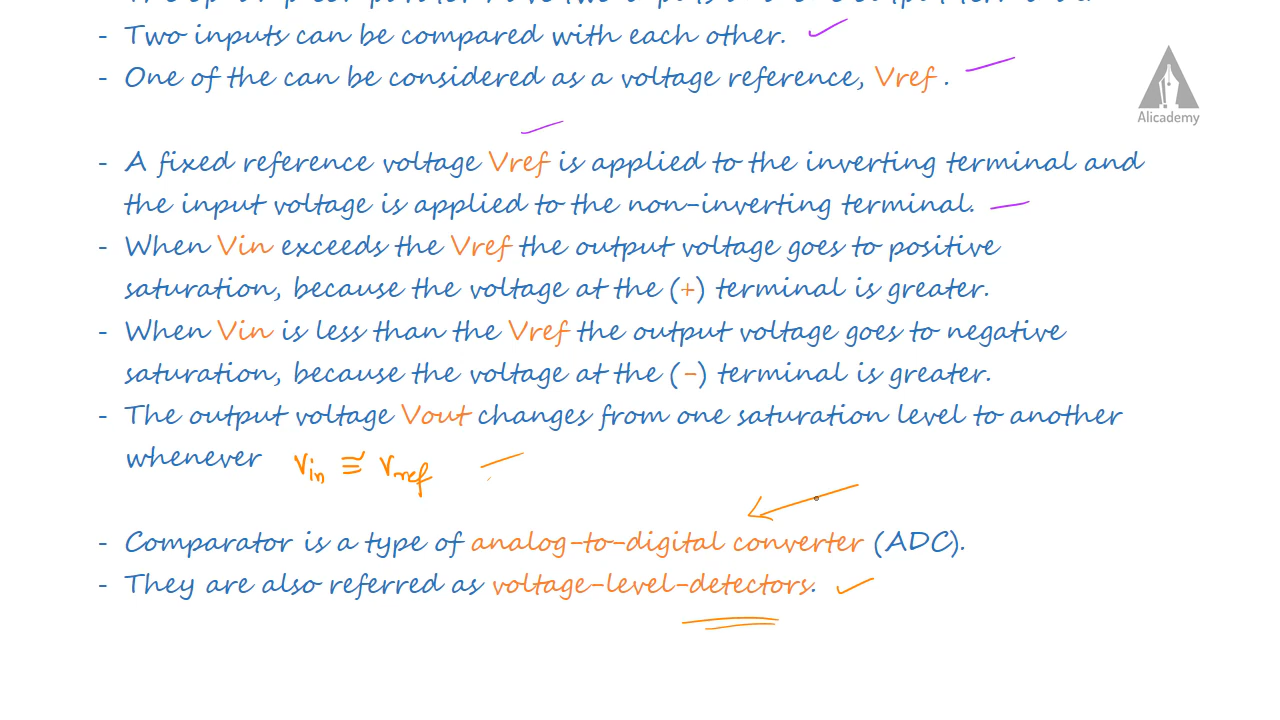 - Two inputs can be compared with each other.
- One of the can be considered as a voltage reference, Vref .
Alicademy
- A fixed reference voltage Vref is applied to the inverting terminal and
the input voltage is applied to the non-inverting terminal.
- When Vin exceeds the Vref the output voltage goes to positive
saturation, because the voltage at the (+) terminal is greater.
- When Vin is less than the Vref the output voltage goes to negative
saturation, because the voltage at the (-) terminal is greater.
- The output voltage Vout changes from one saturation level to another
whenever Vin ≅ Vref
- Comparator is a type of analog-to-digital converter (ADC).
- They are also referred as voltage-level-detectors.